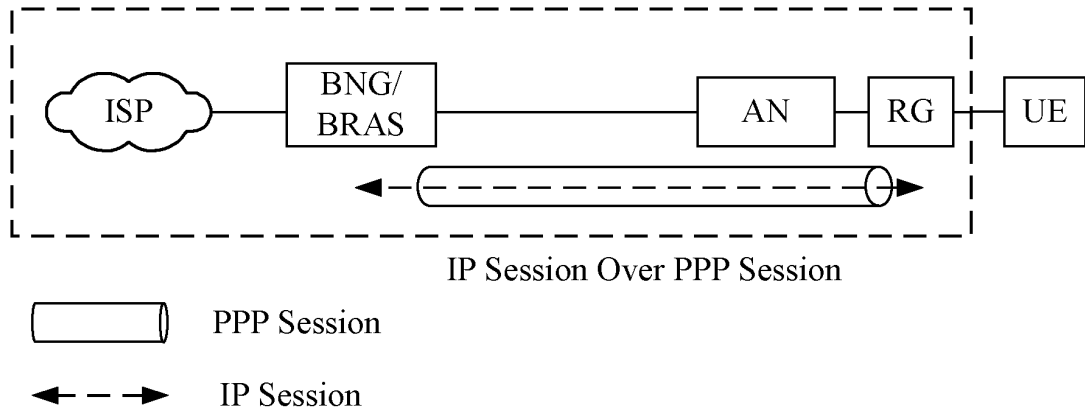 ISP
BNG/
BRAS
AN
RG
UE
IP Session Over PPP Session
PPP Session
IP Session